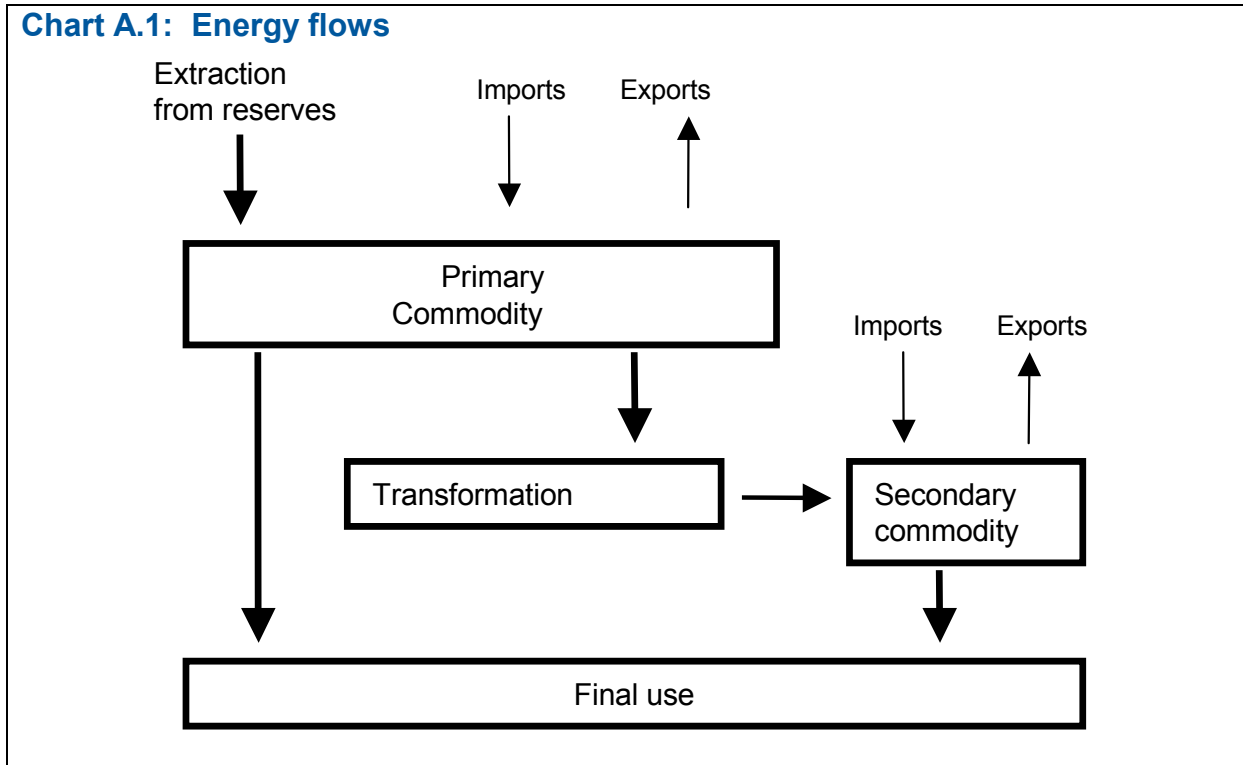 Chart A.1: Energy flows
Extraction
from reserves
Imports
Exports
Primary
Commodity
Imports
Exports
Transformation
Secondary
commodity
Final use